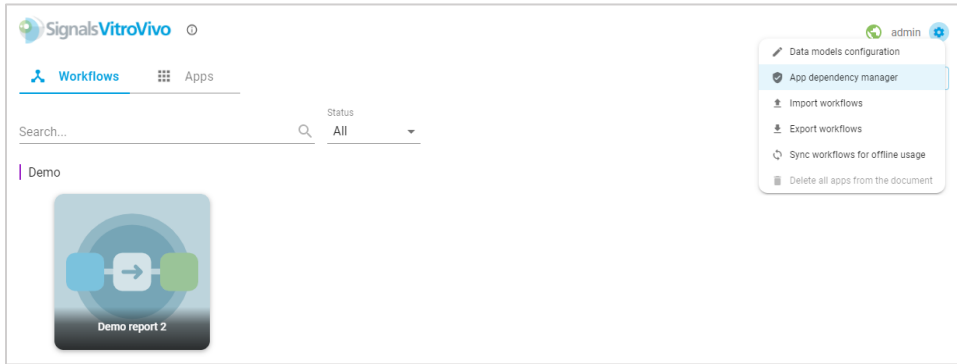 SignalsVitroVivo
admin
Data models configuration
Workflows
Apps
App dependency manager
Import workflows
Status
Search...
All
Export workflows
Sync workflows for offline usage
Demo
Delete all apps from the document
Demo report 2